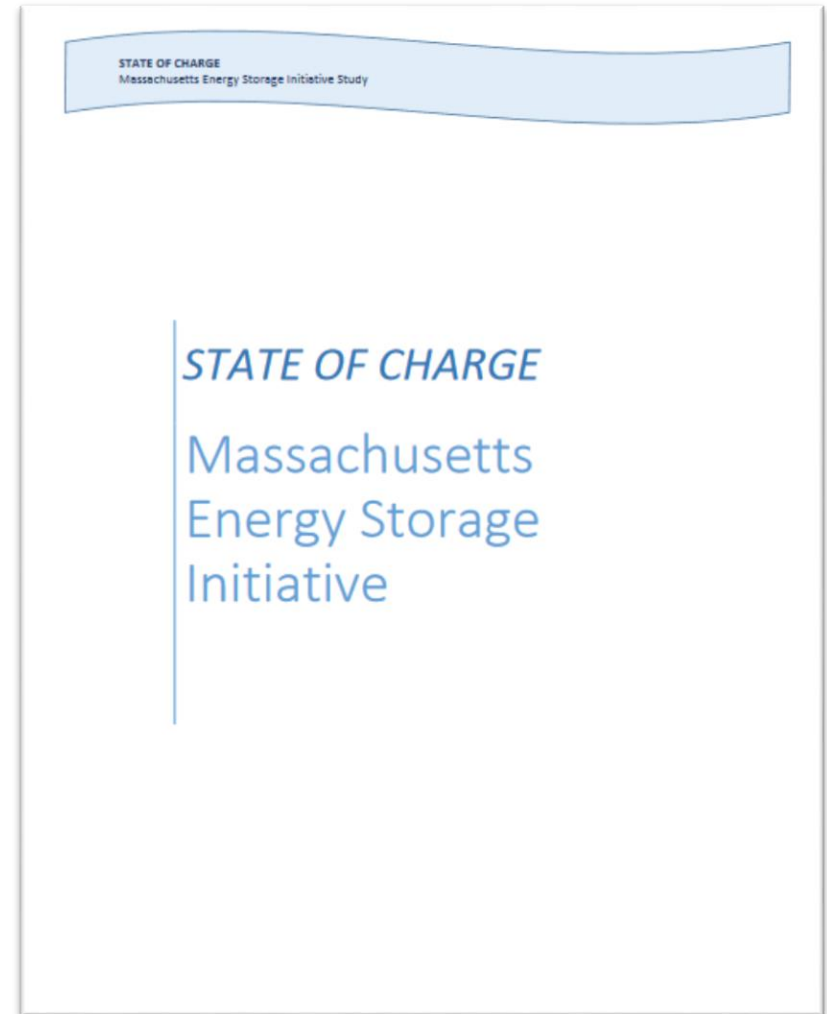 STATE OF CHARGE
Massachusetts Energy Storage Initiative Study
STATE OF CHARGE
Massachusetts
Energy Storage
Initiative